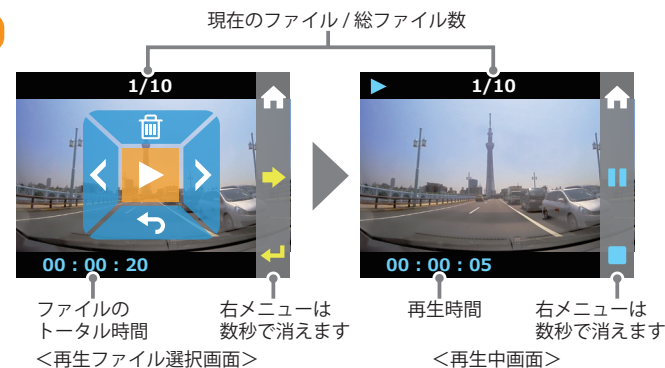 現在のファイル / 総ファイル数
1/10
1/10
00 : 00 : 20
00 : 00 : 05
ファイルの
トータル時間
右メニューは
数秒で消えます
再生時間
右メニューは
数秒で消えます
＜再生ファイル選択画面＞
＜再生中画面＞